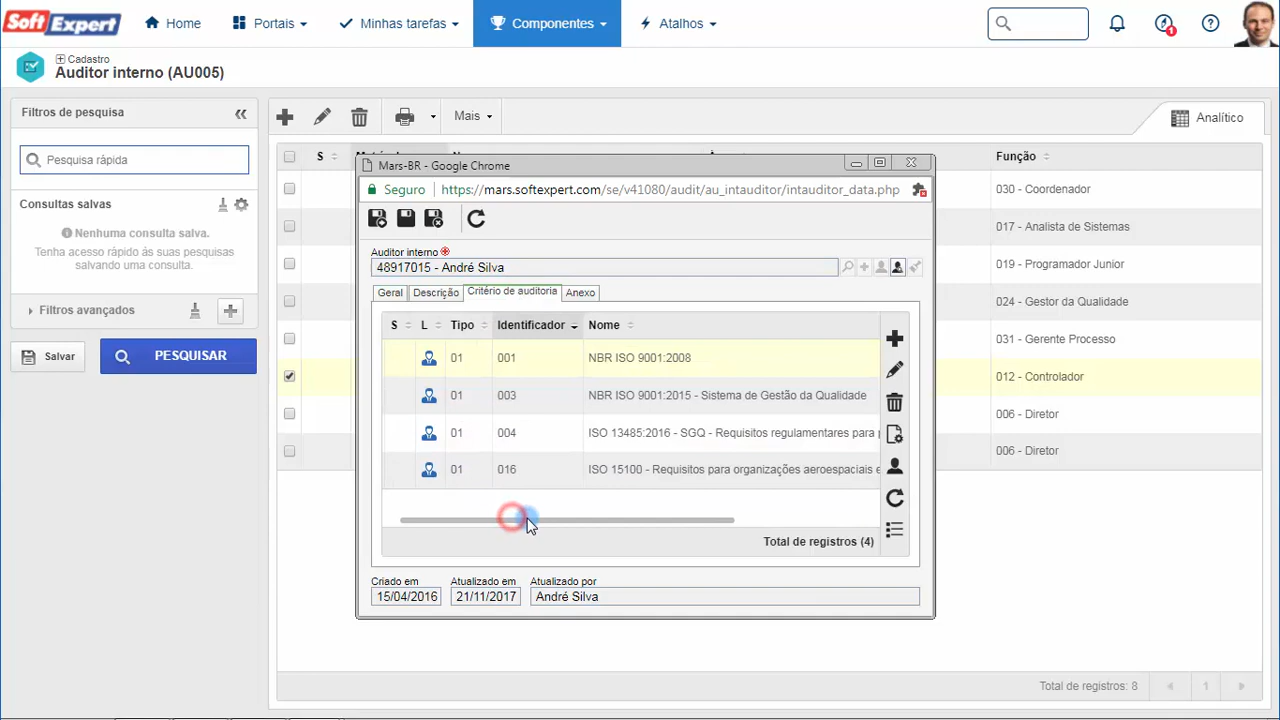 SoftExpert
Home
Portais
Minhas tarefas
Componentes
Atalhos
1
Cadastro
Auditor interno (AU005)
Filtros de pesquisa
Pesquisa rápida
Consultas salvas
Nenhuma consulta salva.
Tenha acesso rápido ás suas pesquisas
salvando uma consulta.
Filtros avançados
Salvar
PESQUISAR
Mais
Analítico
S
Função
030 - Coordenador
017 - Analista de Sistemas
019 - Programador Junior
024 - Gestor da Qualidade
031 - Gerente Processo
012 - Controlador
006 - Diretor
006 - Diretor
Total de registros: 8
1
Mars-BR - Google Chrome
Seguro https://mars.softexpert.com/se/v41080/audit/au_intauditor/intauditor_data.php
Auditor interno
48917015 - André Silva
Geral Descrição Critério de auditoria Anexo
S L Tipo Identificador Nome
01 001 NBR ISO 9001:2008
01 003 NBR ISO 9001:2015 - Sistema de Gestão da Qualidade
01 004 ISO 13485:2016 - SGQ - Requisitos regulamentares para
01 016 ISO 15100 - Requisitos para organizações aeroespaciais e
Total de registros (4)
Criado em Atualizado em Atualizado por
15/04/2016 21/11/2017 André Silva